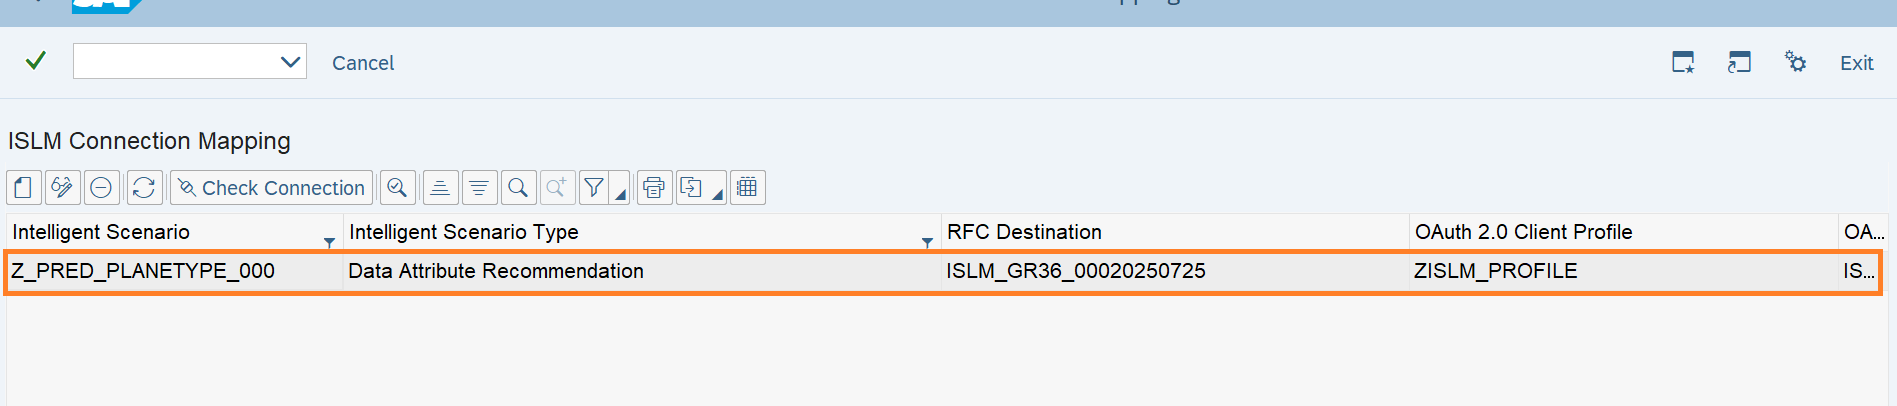 Cancel
Exit
ISLM Connection Mapping
Check Connection
Intelligent Scenario Intelligent Scenario Type RFC Destination OAuth 2.0 Client Profile OA...
Z_PRED_PLANETYPE_000 Data Attribute Recommendation ISLM_GR36_00020250725 ZISLM_PROFILE IS...